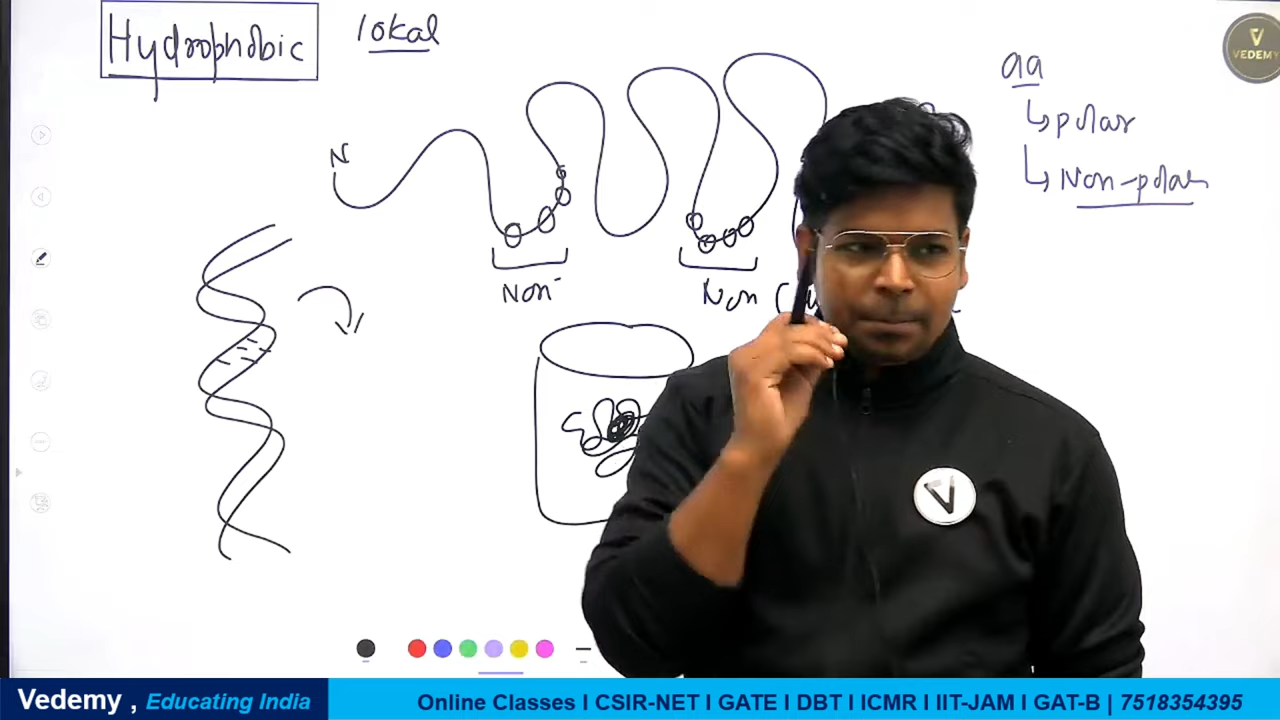 Hydrophobic
10kal
aa
polar
Non-polar
N
Non
Non
VEDEMY
Vedemy , Educating India
Online Classes I CSIR-NET I GATE I DBT I ICMR I IIT-JAM I GAT-B | 7518354395